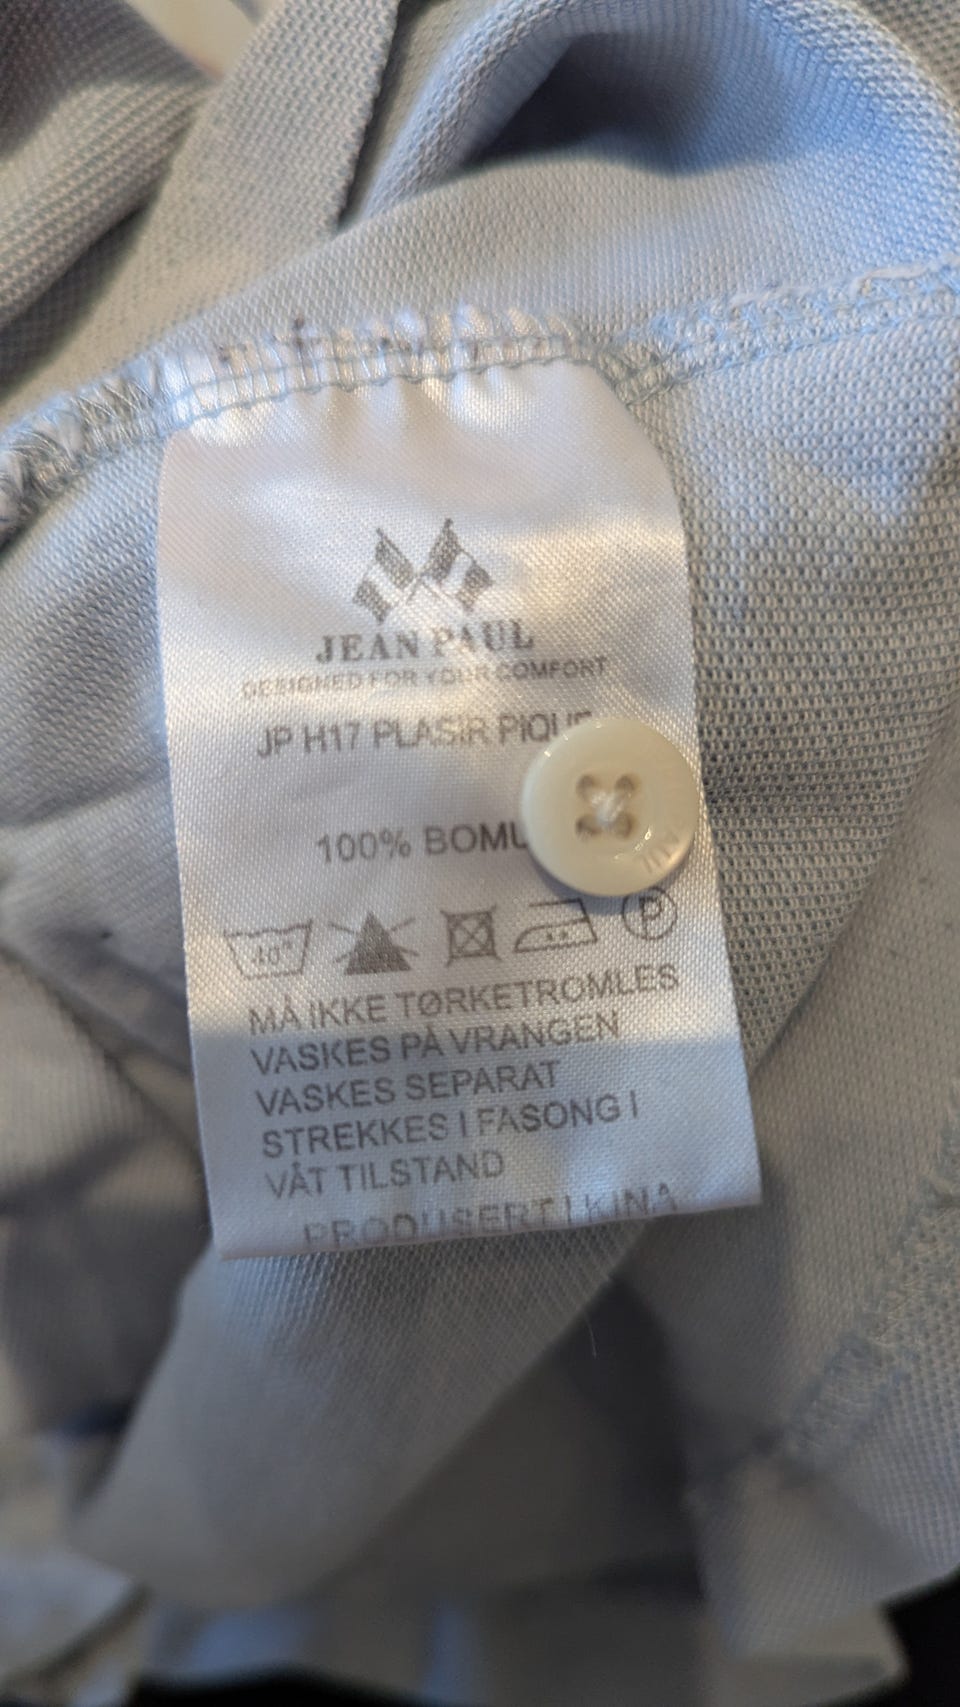 JEAN PAUL
DESIGNED FOR YOUR COMFORT
JP H17 PLASIR PIQUE
100% BOMU
40°
P
MÅ IKKE TØRKETROMLES
VASKES PÅ VRANGEN
VASKES SEPARAT
STREKKES I FASONG I
VÅT TILSTAND
PRODUSERT I KINA